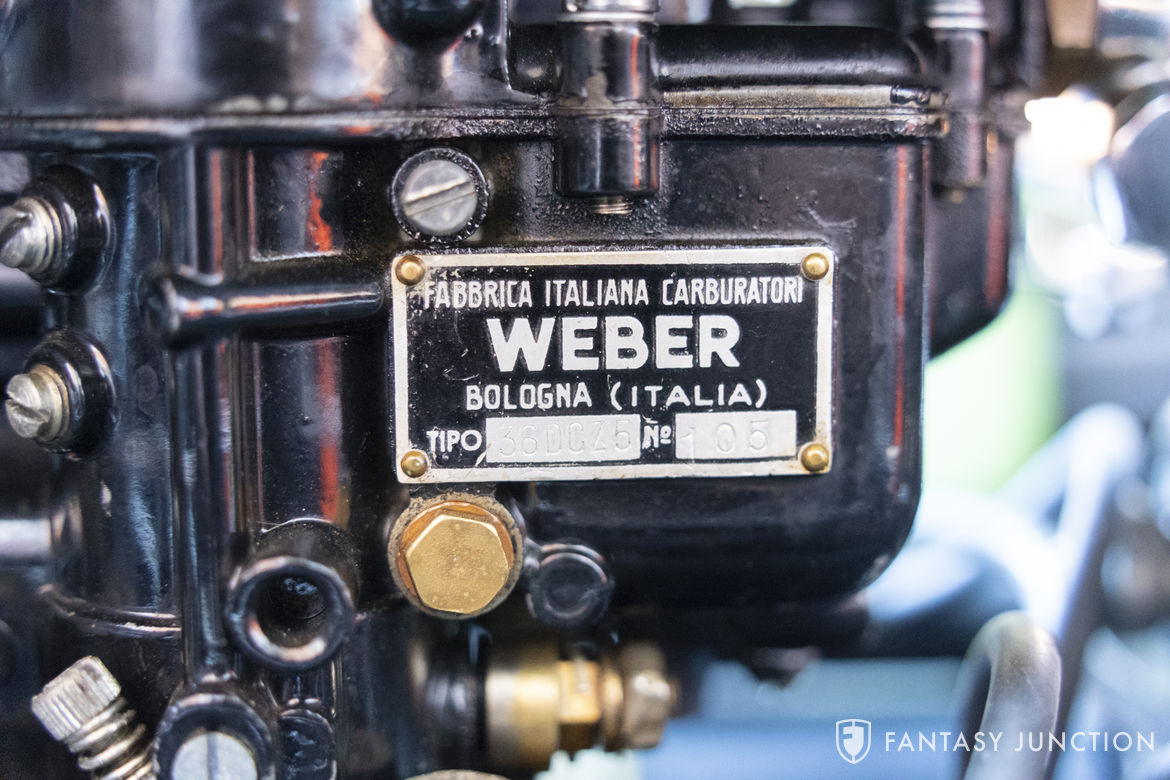 FABBRICA ITALIANA CARBURATORI
WEBER
BOLOGNA (ITALIA)
TIPO 36DCZ5 Nº 105
FANTASY JUNCTION